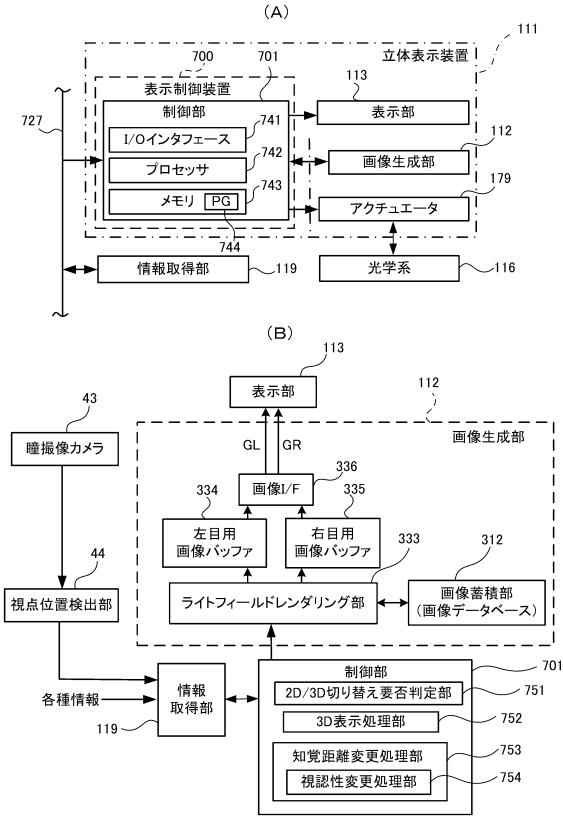 (A)
立体表示装置
111
700
701
表示制御装置
113
制御部
表示部
727
I/Oインタフェース
741
112
プロセッサ
742
画像生成部
メモリ
PG
743
179
744
アクチュエータ
情報取得部
119
光学系
116
(B)
113
表示部
112
43
画像生成部
瞳撮像カメラ
GL
GR
336
画像I/F
334
335
左目用
画像バッファ
右目用
画像バッファ
333
312
44
視点位置検出部
ライトフィールドレンダリング部
画像蓄積部
(画像データベース)
制御部
701
2D/3D切り替え要否判定部
751
各種情報
情報
取得部
119
3D表示処理部
752
知覚距離変更処理部
753
視認性変更処理部
754